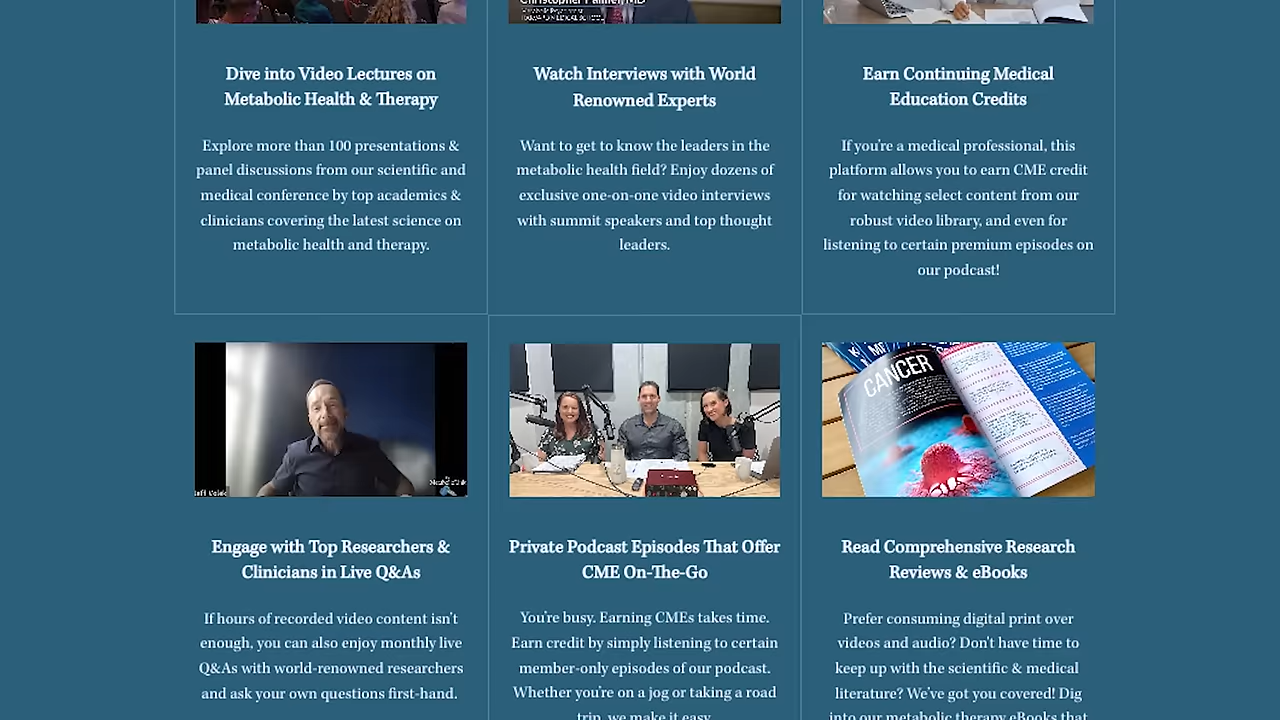 Christopher Palmer, MD
HARVARD MEDICAL SCHOOL
Dive into Video Lectures on
Metabolic Health & Therapy
Explore more than 100 presentations &
panel discussions from our scientific and
medical conference by top academics &
clinicians covering the latest science on
metabolic health and therapy.
Watch Interviews with World
Renowned Experts
Want to get to know the leaders in the
metabolic health field? Enjoy dozens of
exclusive one-on-one video interviews
with summit speakers and top thought
leaders.
Earn Continuing Medical
Education Credits
If you're a medical professional, this
platform allows you to earn CME credit
for watching select content from our
robust video library, and even for
listening to certain premium episodes on
our podcast!
CANCER
Engage with Top Researchers &
Clinicians in Live Q&As
If hours of recorded video content isn't
enough, you can also enjoy monthly live
Q&As with world-renowned researchers
and ask your own questions first-hand.
Private Podcast Episodes That Offer
CME On-The-Go
You're busy. Earning CMEs takes time.
Earn credit by simply listening to certain
member-only episodes of our podcast.
Whether you're on a jog or taking a road
trip, we make it easy.
Read Comprehensive Research
Reviews & eBooks
Prefer consuming digital print over
videos and audio? Don't have time to
keep up with the scientific & medical
literature? We've got you covered! Dig
into our metabolic therapy eBooks that